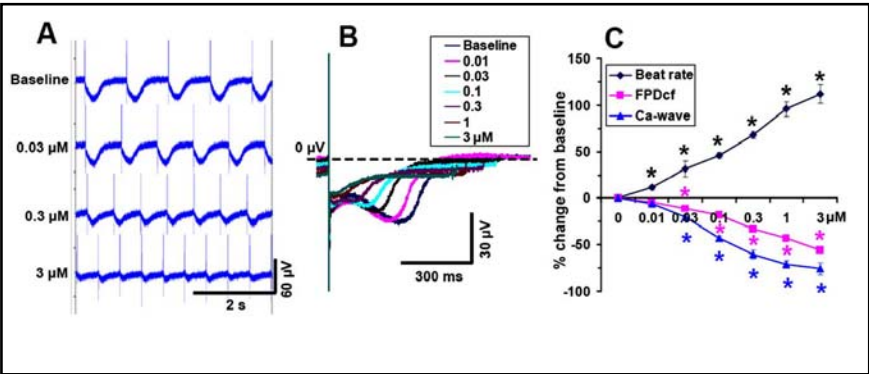 A
Baseline
0.03 µM
0.3 µM
3 µM
2 s
60 µV
B
Baseline
0.01
0.03
0.1
0.3
1
3 µM
0 µV
30 µV
300 ms
C
Beat rate
FPDcf
Ca-wave
% change from baseline
150
100
50
0
-50
-100
0 0.01 0.03 0.1 0.3 1 3 µM
* * * * * *
* * * * *
* * * * *